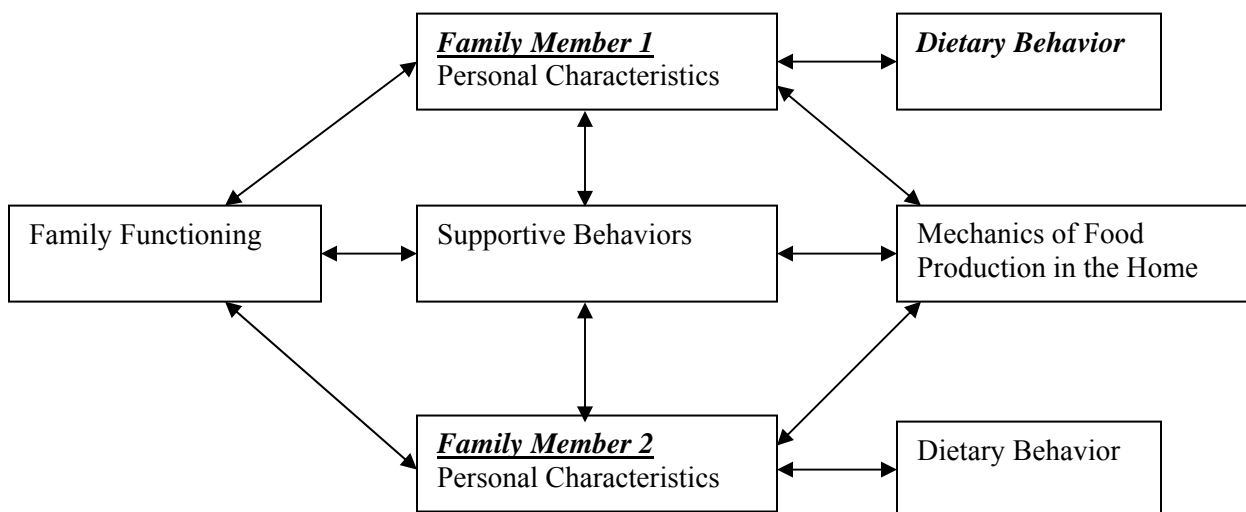 Family Member 1
Personal Characteristics
Dietary Behavior
Family Functioning
Supportive Behaviors
Mechanics of Food
Production in the Home
Family Member 2
Personal Characteristics
Dietary Behavior